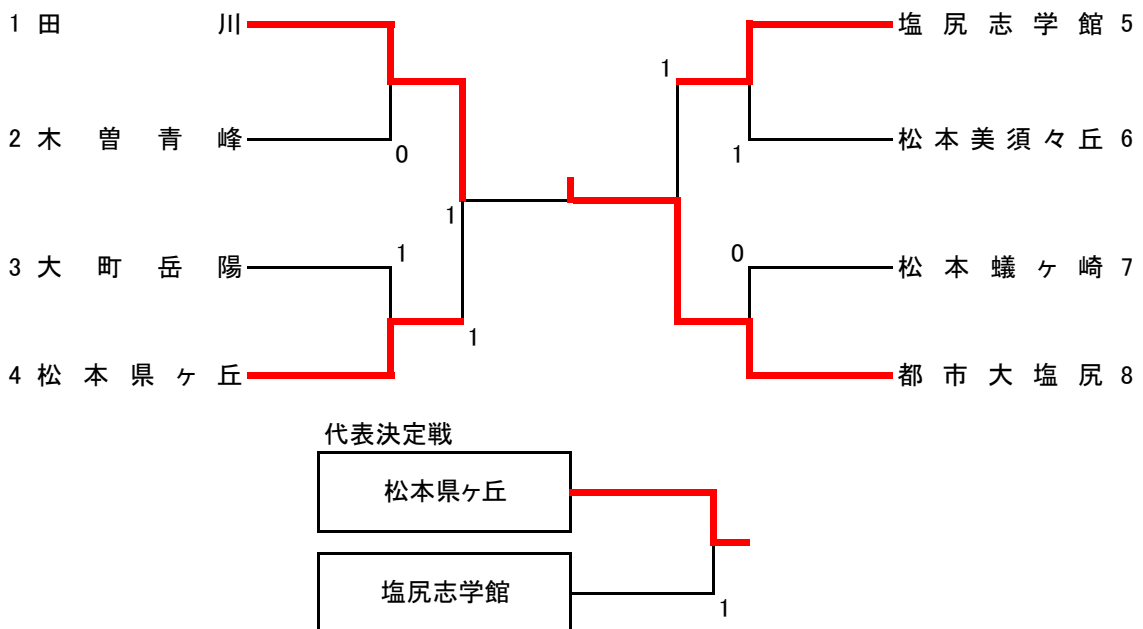 1 田川
塩尻志学館 5
1
2 木曽青峰
0
1
松本美須々丘 6
1
3 大町岳陽
1
0
松本蟻ヶ崎 7
1
4 松本県ヶ丘
都市大塩尻 8
代表決定戦
松本県ヶ丘
塩尻志学館
1